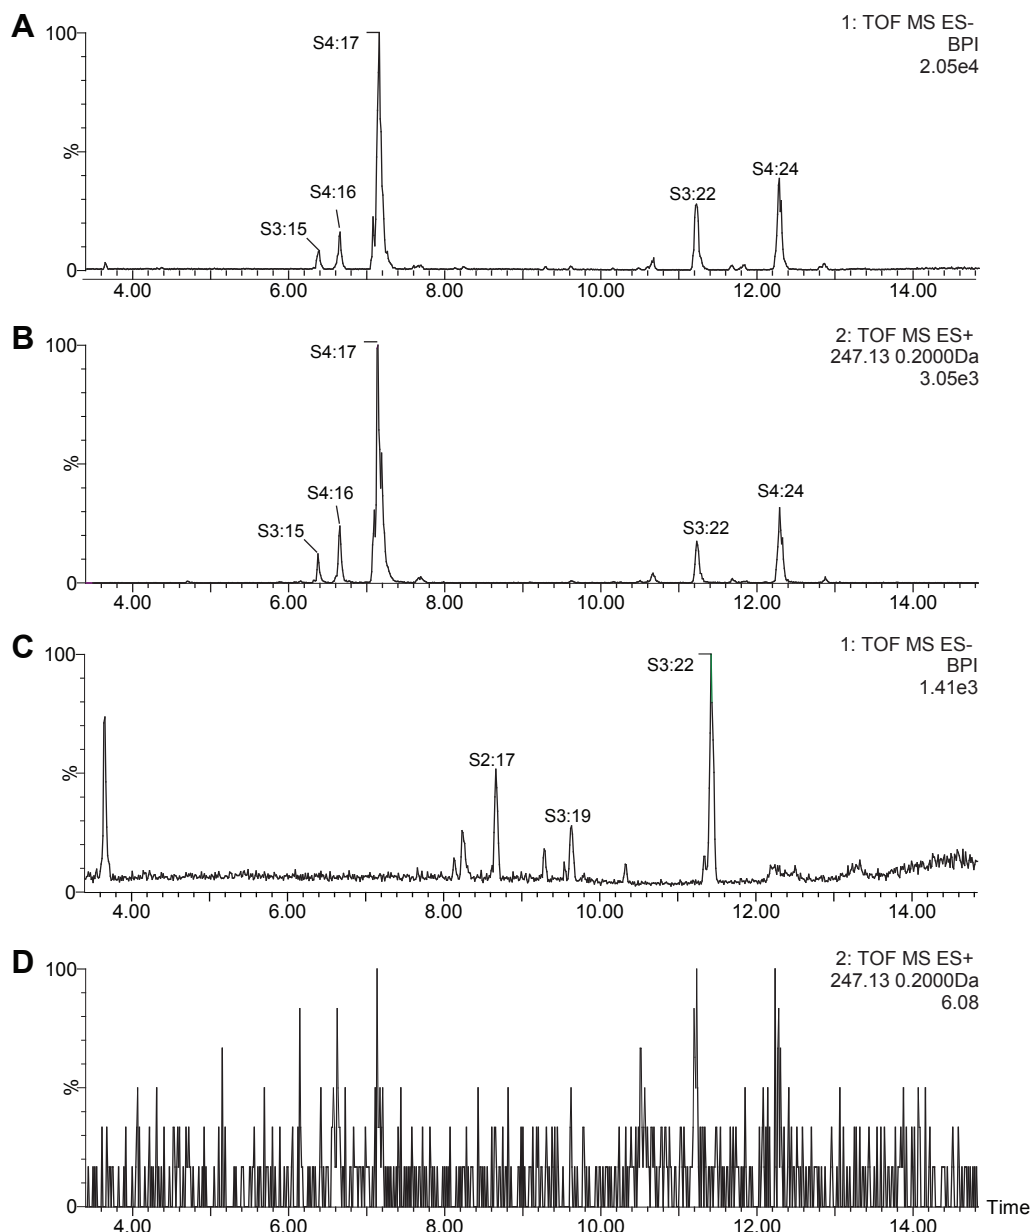 A
100
%
0
S3:15
S4:16
S4:17
S3:22
S4:24
1: TOF MS ES-
BPI
2.05e4
4.00 6.00 8.00 10.00 12.00 14.00
B
100
%
0
S3:15
S4:16
S4:17
S3:22
S4:24
2: TOF MS ES+
247.13 0.2000Da
3.05e3
4.00 6.00 8.00 10.00 12.00 14.00
C
100
%
0
S2:17
S3:19
S3:22
1: TOF MS ES-
BPI
1.41e3
4.00 6.00 8.00 10.00 12.00 14.00
D
100
%
0
2: TOF MS ES+
247.13 0.2000Da
6.08
Time
4.00 6.00 8.00 10.00 12.00 14.00